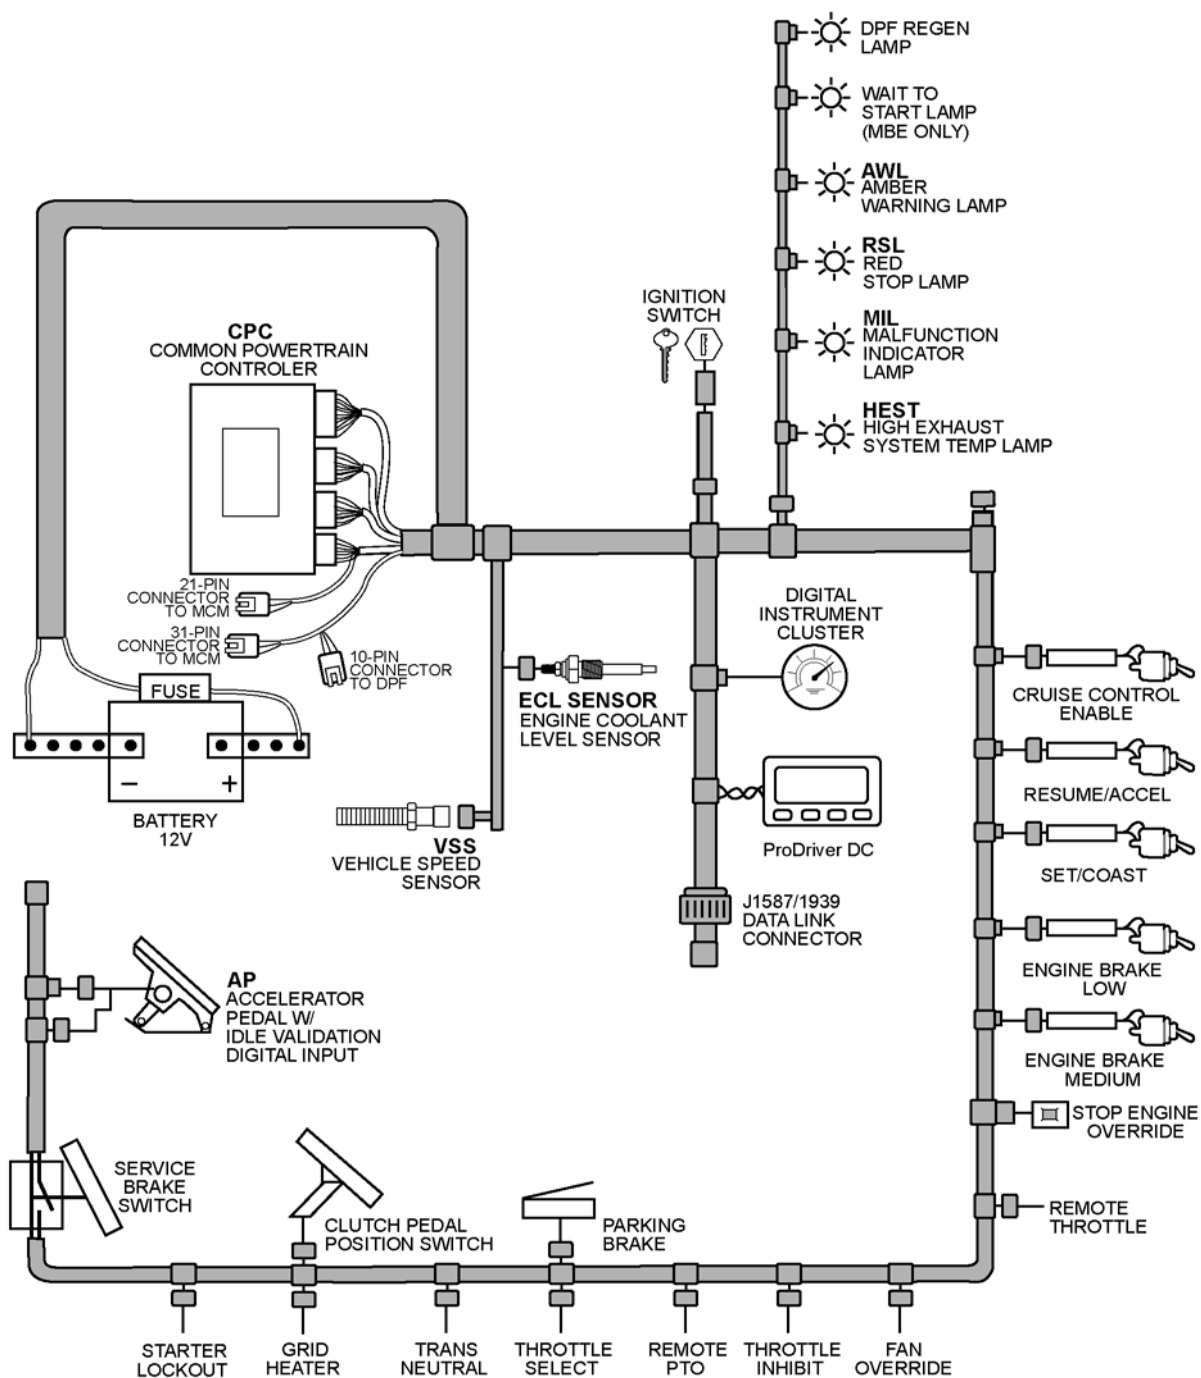 DPF REGEN
LAMP
WAIT TO
START LAMP
(MBE ONLY)
AWL
AMBER
WARNING LAMP
RSL
RED
STOP LAMP
IGNITION
SWITCH
MIL
MALFUNCTION
INDICATOR
LAMP
CPC
COMMON POWERTRAIN
CONTROLER
HEST
HIGH EXHAUST
SYSTEM TEMP LAMP
21-PIN
CONNECTOR
TO MCM
31-PIN
CONNECTOR
TO MCM
10-PIN
CONNECTOR
TO DPF
DIGITAL
INSTRUMENT
CLUSTER
FUSE
ECL SENSOR
ENGINE COOLANT
LEVEL SENSOR
CRUISE CONTROL
ENABLE
– +
BATTERY
12V
RESUME/ACCEL
VSS
VEHICLE SPEED
SENSOR
ProDriver DC
SET/COAST
J1587/1939
DATA LINK
CONNECTOR
ENGINE BRAKE
LOW
AP
ACCELERATOR
PEDAL W/
IDLE VALIDATION
DIGITAL INPUT
ENGINE BRAKE
MEDIUM
STOP ENGINE
OVERRIDE
SERVICE
BRAKE
SWITCH
CLUTCH PEDAL
POSITION SWITCH
PARKING
BRAKE
REMOTE
THROTTLE
STARTER
LOCKOUT
GRID
HEATER
TRANS
NEUTRAL
THROTTLE
SELECT
REMOTE
PTO
THROTTLE
INHIBIT
FAN
OVERRIDE